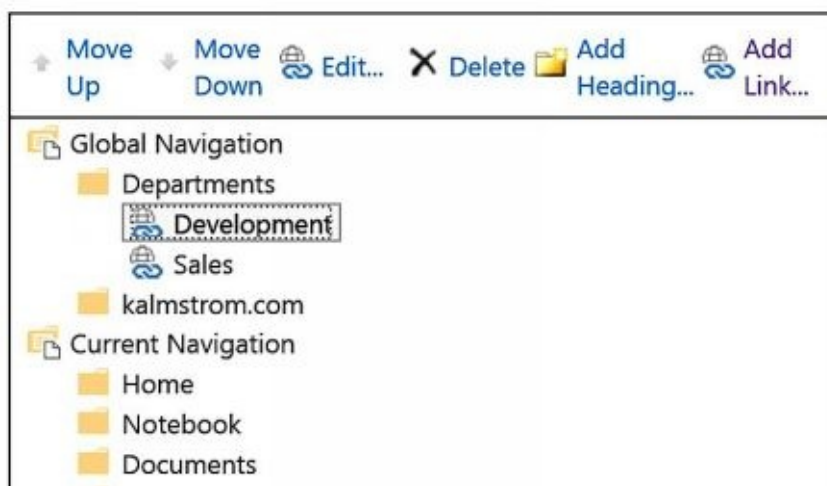 Move Up Move Down Edit... Delete Add Heading... Add Link...
Global Navigation
Departments
Development
Sales
kalmstrom.com
Current Navigation
Home
Notebook
Documents